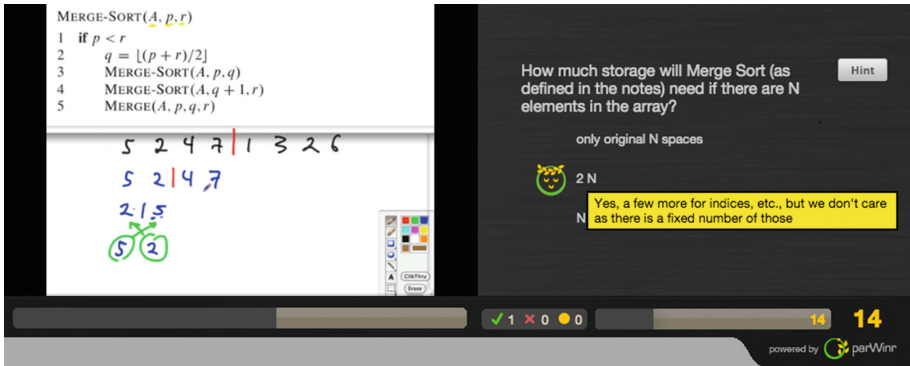 MERGE-SORT(A, p, r)
1 if p < r
2 q = ⌊(p + r)/2⌋
3 MERGE-SORT(A, p, q)
4 MERGE-SORT(A, q + 1, r)
5 MERGE(A, p, q, r)
5 2 4 7 | 1 3 2 6
5 2 | 4 7
2 | 5
5 2
A
ClikThru
Erase
How much storage will Merge Sort (as
defined in the notes) need if there are N
elements in the array?
Hint
only original N spaces
2 N
N
Yes, a few more for indices, etc., but we don't care
as there is a fixed number of those
1 0 0
14
14
powered by parWinr